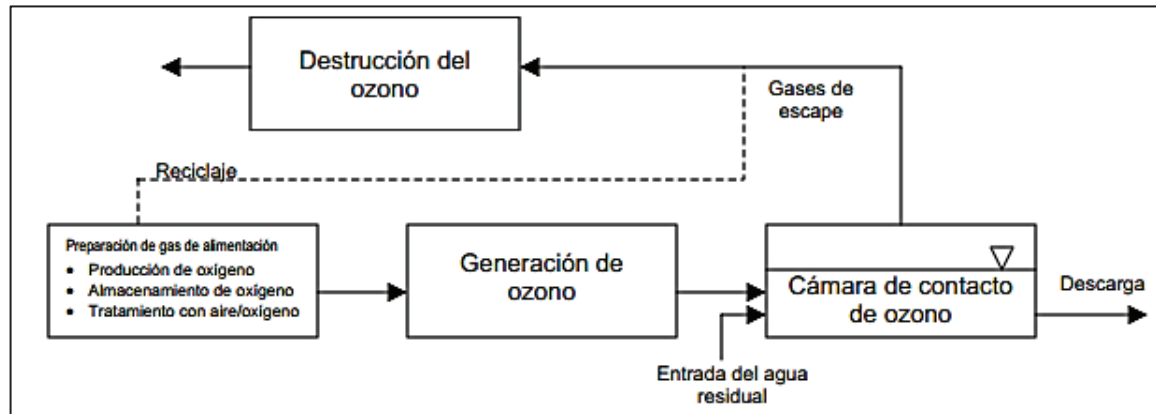 Destrucción del
ozono
Gases de
escape
Reciclaje
Preparación de gas de alimentación
• Producción de oxígeno
• Almacenamiento de oxígeno
• Tratamiento con aire/oxígeno
Generación de
ozono
Cámara de contacto
de ozono
Descarga
Entrada del agua
residual